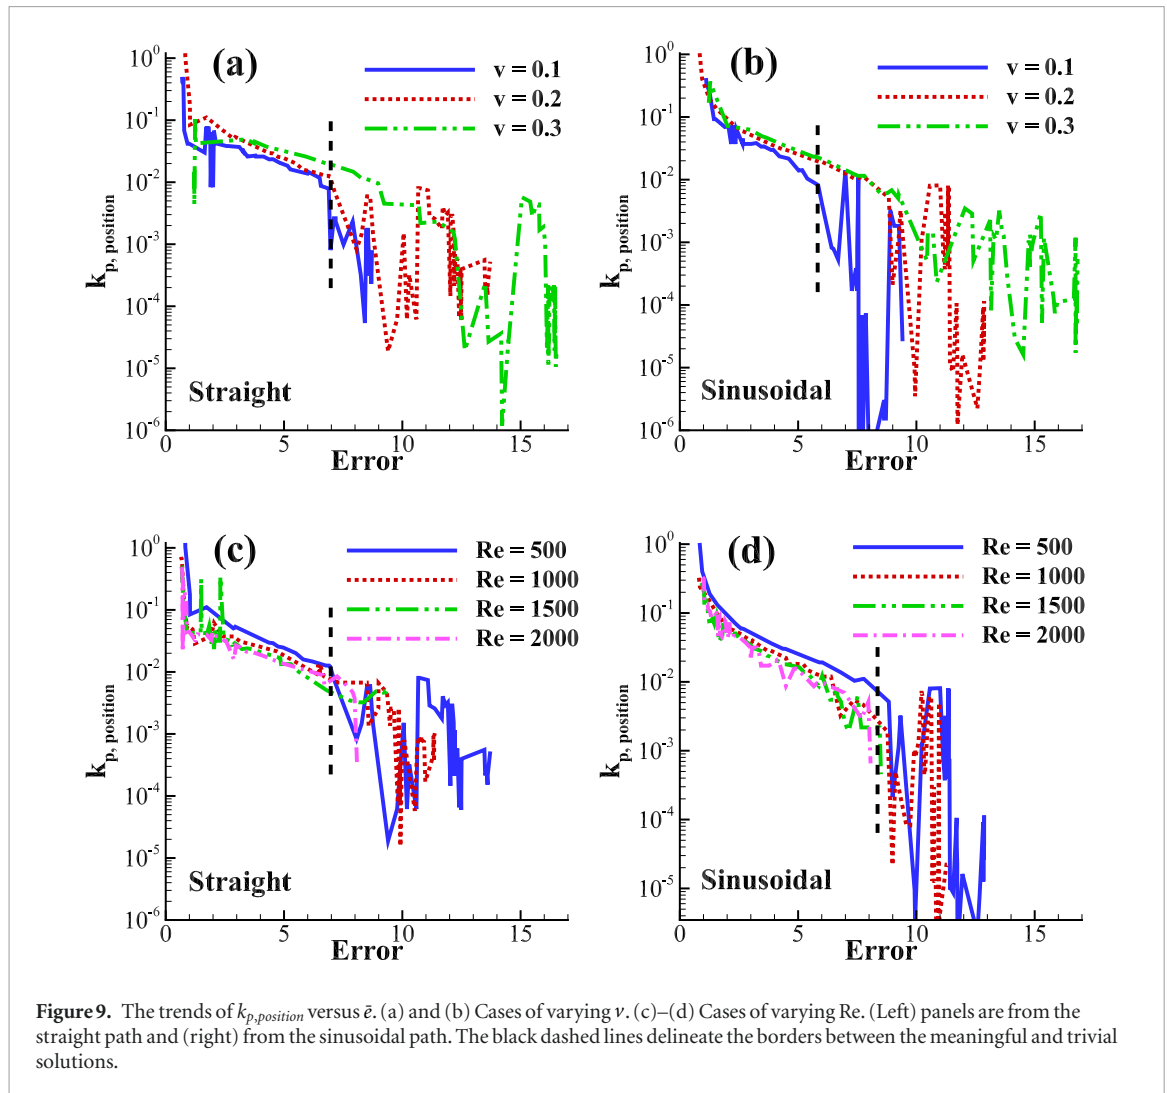 (a)
v = 0.1
v = 0.2
v = 0.3
10^0
10^-1
10^-2
10^-3
10^-4
10^-5
10^-6
k_p, position
Straight
0 5 10 15
Error
(b)
v = 0.1
v = 0.2
v = 0.3
10^0
10^-1
10^-2
10^-3
10^-4
10^-5
10^-6
k_p, position
Sinusoidal
0 5 10 15
Error
(c)
Re = 500
Re = 1000
Re = 1500
Re = 2000
10^0
10^-1
10^-2
10^-3
10^-4
10^-5
10^-6
k_p, position
Straight
0 5 10 15
Error
(d)
Re = 500
Re = 1000
Re = 1500
Re = 2000
10^0
10^-1
10^-2
10^-3
10^-4
10^-5
k_p, position
Sinusoidal
0 5 10 15
Error
Figure 9. The trends of k_p,position versus ē. (a) and (b) Cases of varying v. (c)–(d) Cases of varying Re. (Left) panels are from the
straight path and (right) from the sinusoidal path. The black dashed lines delineate the borders between the meaningful and trivial
solutions.